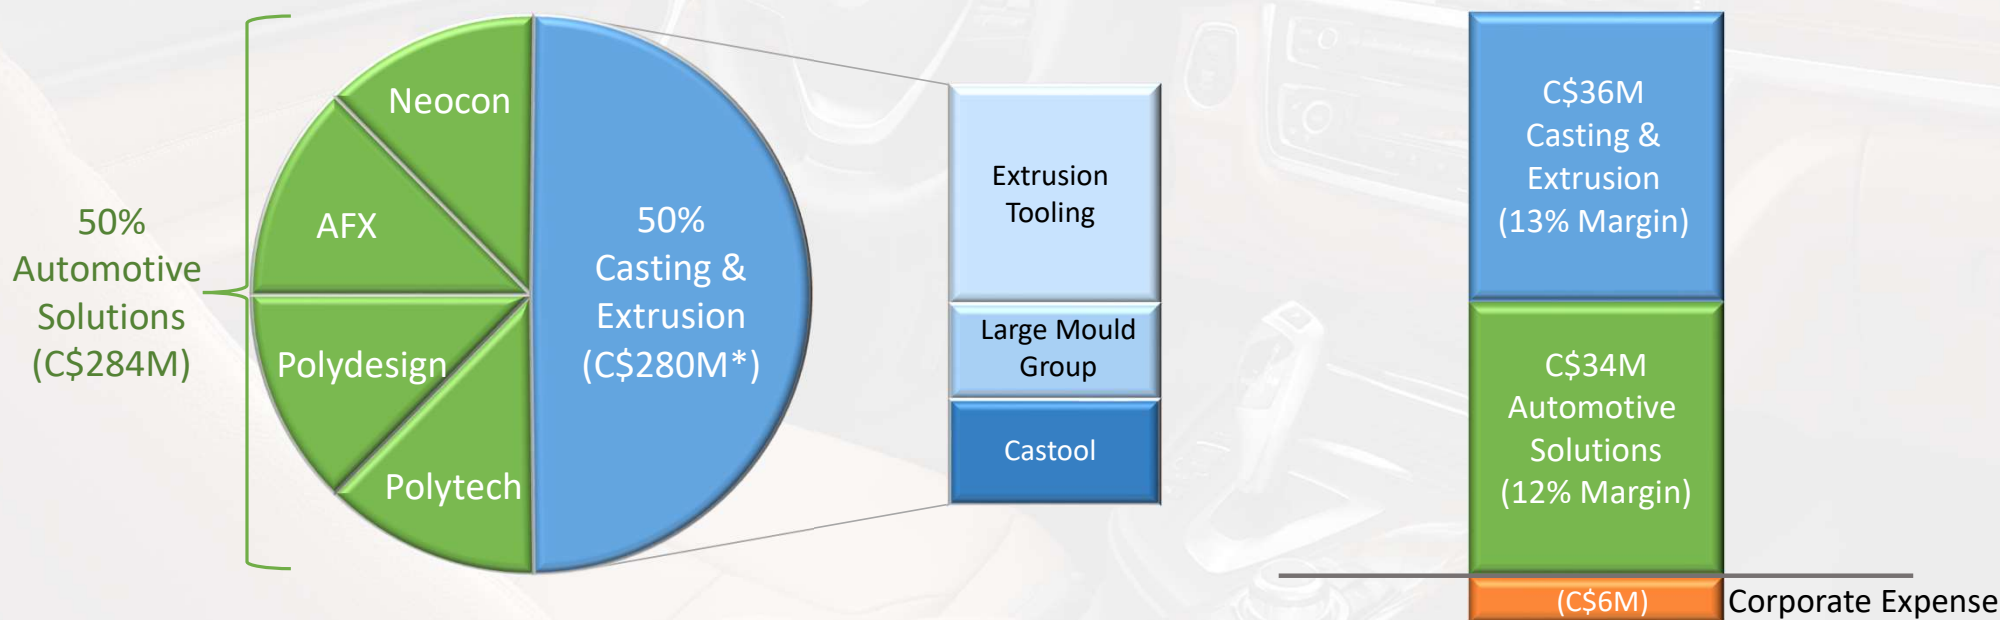 50%
Automotive
Solutions
(C$284M)
Neocon
AFX
Polydesign
Polytech
50%
Casting &
Extrusion
(C$280M*)
Extrusion
Tooling
Large Mould
Group
Castool
C$36M
Casting &
Extrusion
(13% Margin)
C$34M
Automotive
Solutions
(12% Margin)
(C$6M)
Corporate Expense